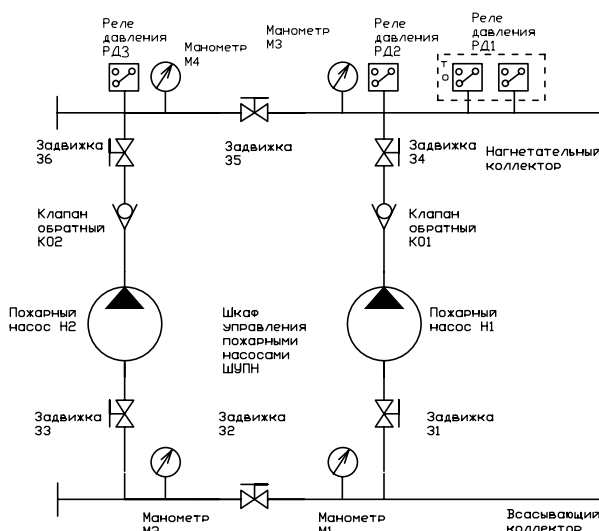 Реле
давления
РД3
Манометр
М4
Манометр
М3
Реле
давления
РД2
Реле
давления
РД1
Т
о
Задвижка
З6
Задвижка
З5
Задвижка
З4
Нагнетательный
коллектор
Клапан
обратный
КО2
Клапан
обратный
КО1
Пожарный
насос Н2
Шкаф
управления
пожарными
насосами
ШУПН
Пожарный
насос Н1
Задвижка
З3
Задвижка
З2
Задвижка
З1
Манометр
М2
Манометр
М1
Всасывающий
коллектор